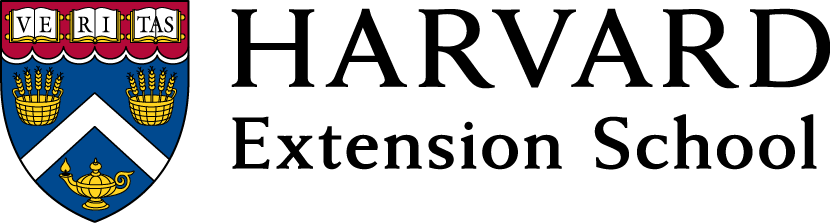 VE RI TAS
HARVARD
Extension School